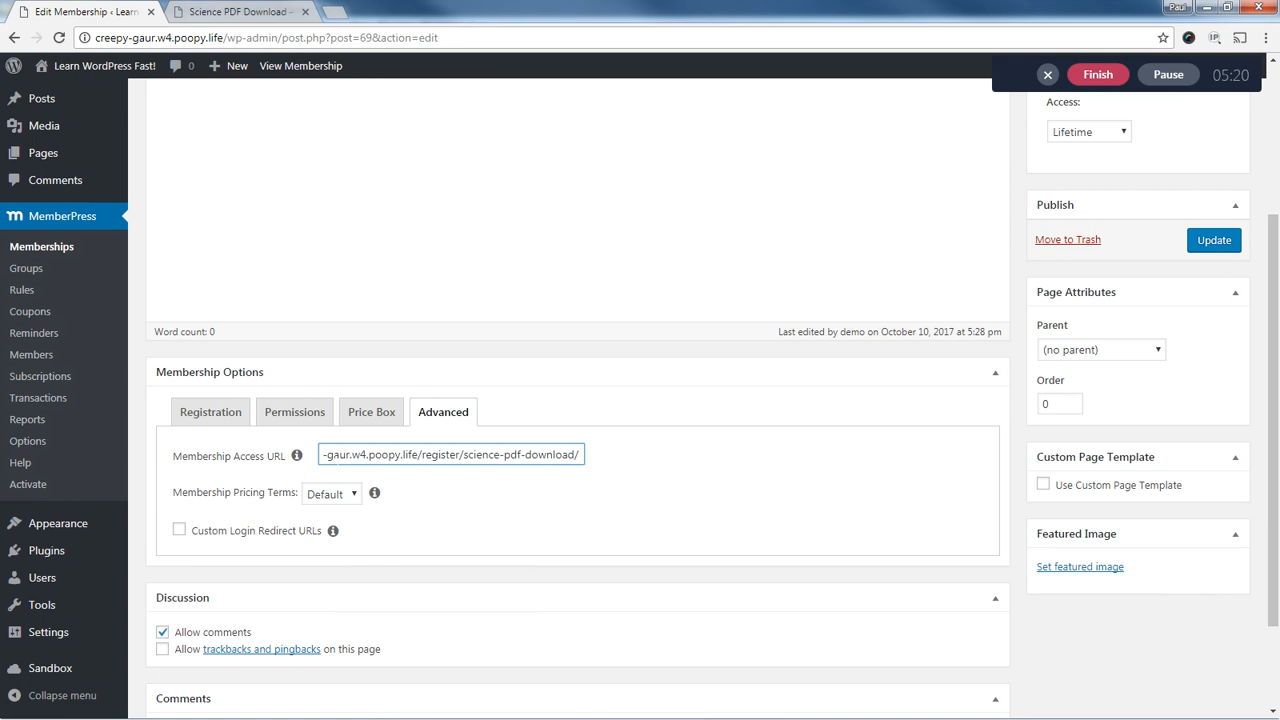 Edit Membership ‹ Learn
Science PDF Download –
Paul
creepy-gaur.w4.poopy.life/wp-admin/post.php?post=69&action=edit
Learn WordPress Fast!
0
New
View Membership
Finish
Pause
05:20
Posts
Media
Pages
Comments
MemberPress
Memberships
Groups
Rules
Coupons
Reminders
Members
Subscriptions
Transactions
Reports
Options
Help
Activate
Appearance
Plugins
Users
Tools
Settings
Sandbox
Collapse menu
Word count: 0
Last edited by demo on October 10, 2017 at 5:28 pm
Membership Options
Registration
Permissions
Price Box
Advanced
Membership Access URL
-gaur.w4.poopy.life/register/science-pdf-download/
Membership Pricing Terms:
Default
Custom Login Redirect URLs
Discussion
Allow comments
Allow trackbacks and pingbacks on this page
Comments
Access:
Lifetime
Publish
Move to Trash
Update
Page Attributes
Parent
(no parent)
Order
0
Custom Page Template
Use Custom Page Template
Featured Image
Set featured image